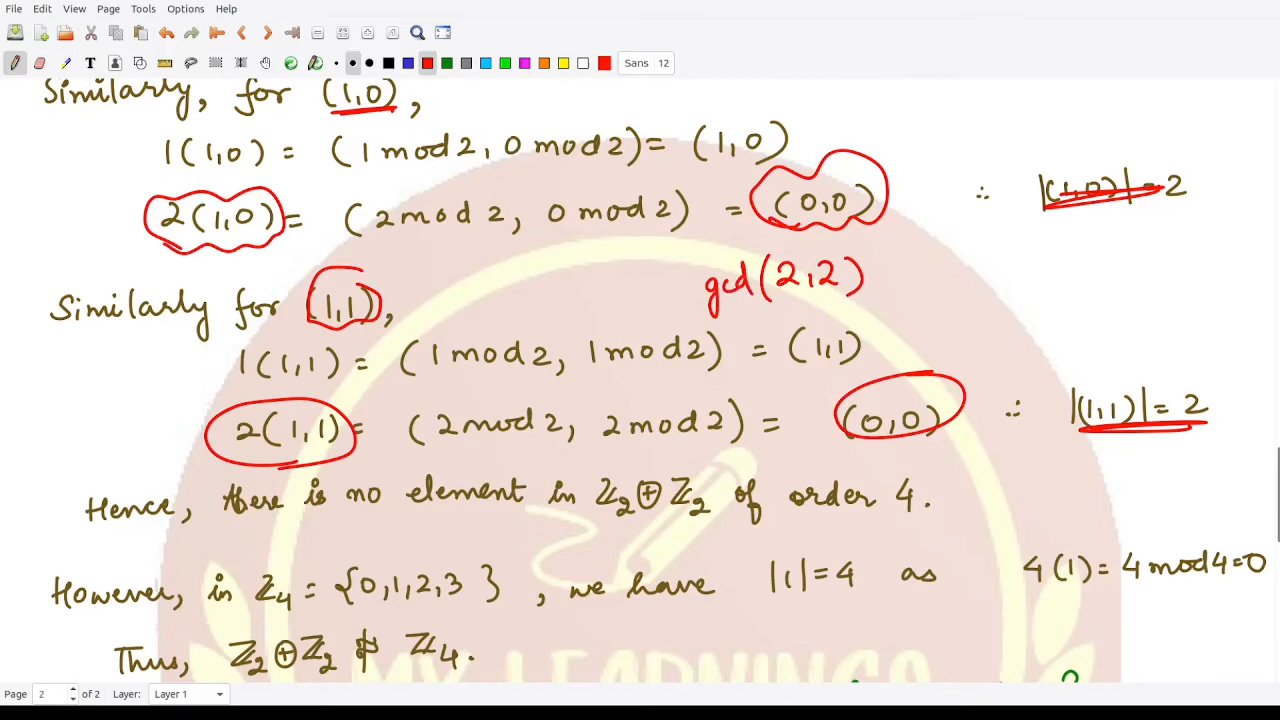 File Edit View Page Tools Options Help
T Sans 12
Similarly, for (1,0),
1(1,0) = (1 mod 2, 0 mod 2) = (1,0)
2(1,0) = (2 mod 2, 0 mod 2) = (0,0) ∴ |(1,0)| = 2
gcd(2,2)
Similarly for (1,1),
1(1,1) = (1 mod 2, 1 mod 2) = (1,1)
2(1,1) = (2 mod 2, 2 mod 2) = (0,0) ∴ |(1,1)| = 2
Hence, there is no element in ℤ₂⊕ℤ₂ of order 4.
However, in ℤ₄ = {0,1,2,3}, we have |1| = 4 as 4(1) = 4 mod 4 = 0
Thus, ℤ₂⊕ℤ₂ ≇ ℤ₄.
MY LEARNINGS
Page 2 of 2 Layer: Layer 1